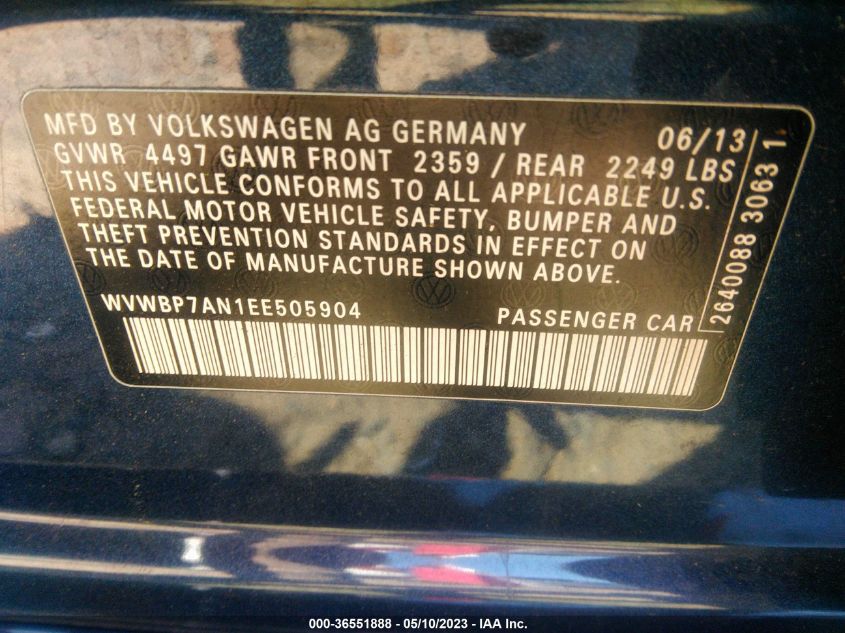 MFD BY VOLKSWAGEN AG GERMANY 06/13
GVWR 4497 GAWR FRONT 2359 / REAR 2249 LBS
THIS VEHICLE CONFORMS TO ALL APPLICABLE U.S.
FEDERAL MOTOR VEHICLE SAFETY, BUMPER AND
THEFT PREVENTION STANDARDS IN EFFECT ON
THE DATE OF MANUFACTURE SHOWN ABOVE.
WVWBP7AN1EE505904 PASSENGER CAR
2640088 3063 1
000-36551888 - 05/10/2023 - IAA Inc.